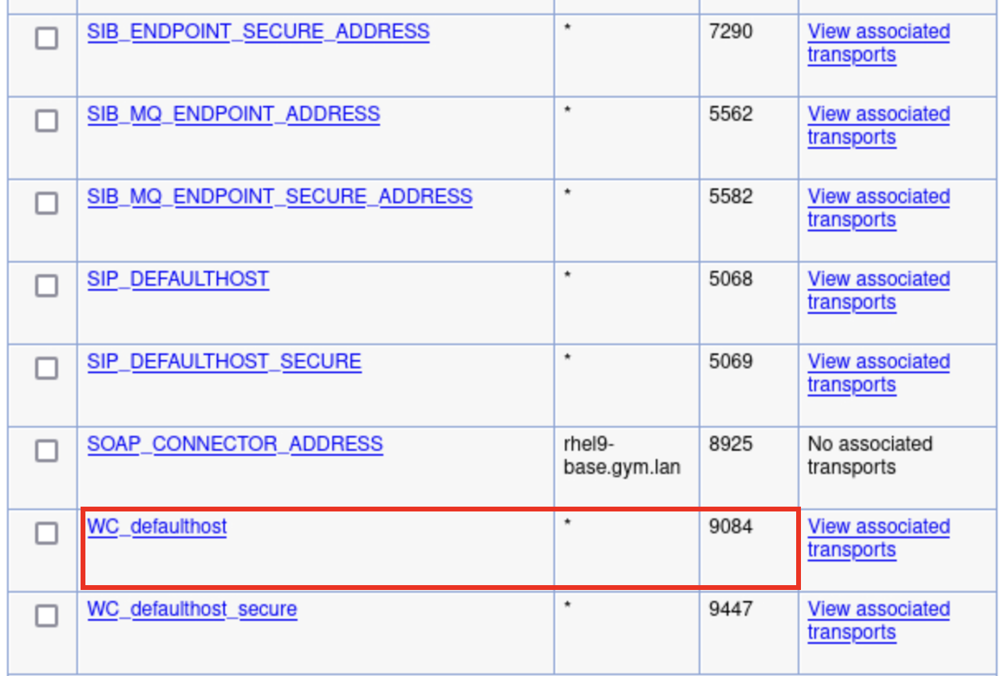 SIB_ENDPOINT_SECURE_ADDRESS * 7290 View associated
transports
SIB_MQ_ENDPOINT_ADDRESS * 5562 View associated
transports
SIB_MQ_ENDPOINT_SECURE_ADDRESS * 5582 View associated
transports
SIP_DEFAULTHOST * 5068 View associated
transports
SIP_DEFAULTHOST_SECURE * 5069 View associated
transports
SOAP_CONNECTOR_ADDRESS rhel9- 8925 No associated
base.gym.lan transports
WC_defaulthost * 9084 View associated
transports
WC_defaulthost_secure * 9447 View associated
transports